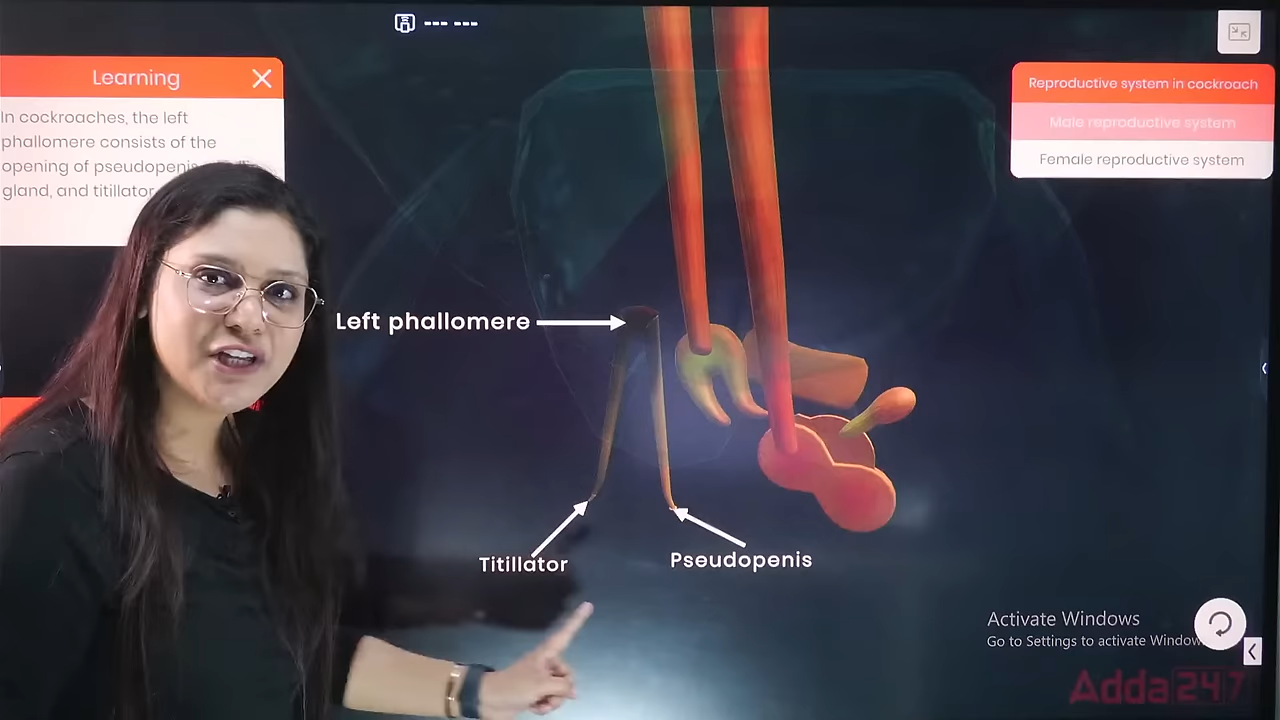 Learning
In cockroaches, the left
phallomere consists of the
opening of pseudopenis
gland, and titillator
Reproductive system in cockroach
Male reproductive system
Female reproductive system
Left phallomere
Titillator
Pseudopenis
Activate Windows
Go to Settings to activate
Adda247